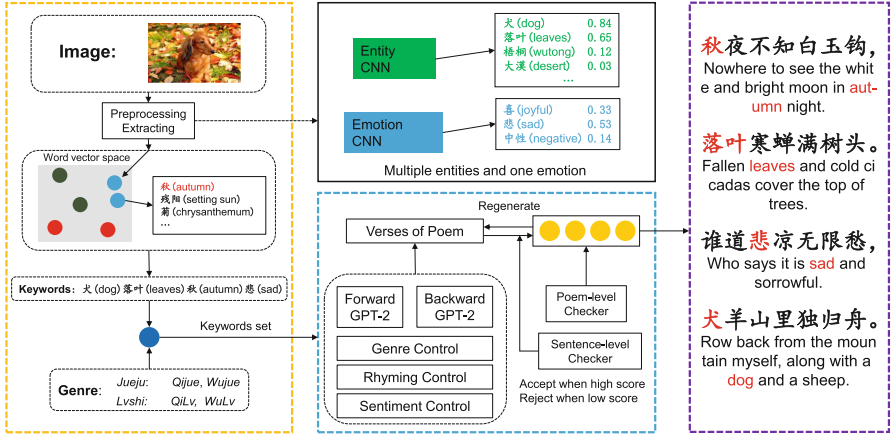 Image:
Preprocessing
Extracting
Word vector space
秋(autumn)
残阳(setting sun)
菊(chrysanthemum)
...
Keywords: 犬(dog)落叶(leaves)秋(autumn)悲(sad)
Keywords set
Genre:
Jueju: Qijue, Wujue
Lvshi: QiLv, WuLv
Entity
CNN
犬(dog) 0.84
落叶(leaves) 0.65
梧桐(wutong) 0.12
大漠(desert) 0.03
...
Emotion
CNN
喜(joyful) 0.33
悲(sad) 0.53
中性(negative) 0.14
Multiple entities and one emotion
Regenerate
Verses of Poem
Forward
GPT-2
Backward
GPT-2
Genre Control
Rhyming Control
Sentiment Control
Poem-level
Checker
Sentence-level
Checker
Accept when high score
Reject when low score
秋夜不知白玉钩，
Nowhere to see the whit
e and bright moon in aut-
umn night.
落叶寒蝉满树头。
Fallen leaves and cold ci
cadas cover the top of
trees.
谁道悲凉无限愁，
Who says it is sad and
sorrowful.
犬羊山里独归舟。
Row back from the moun
tain myself, along with a
dog and a sheep.